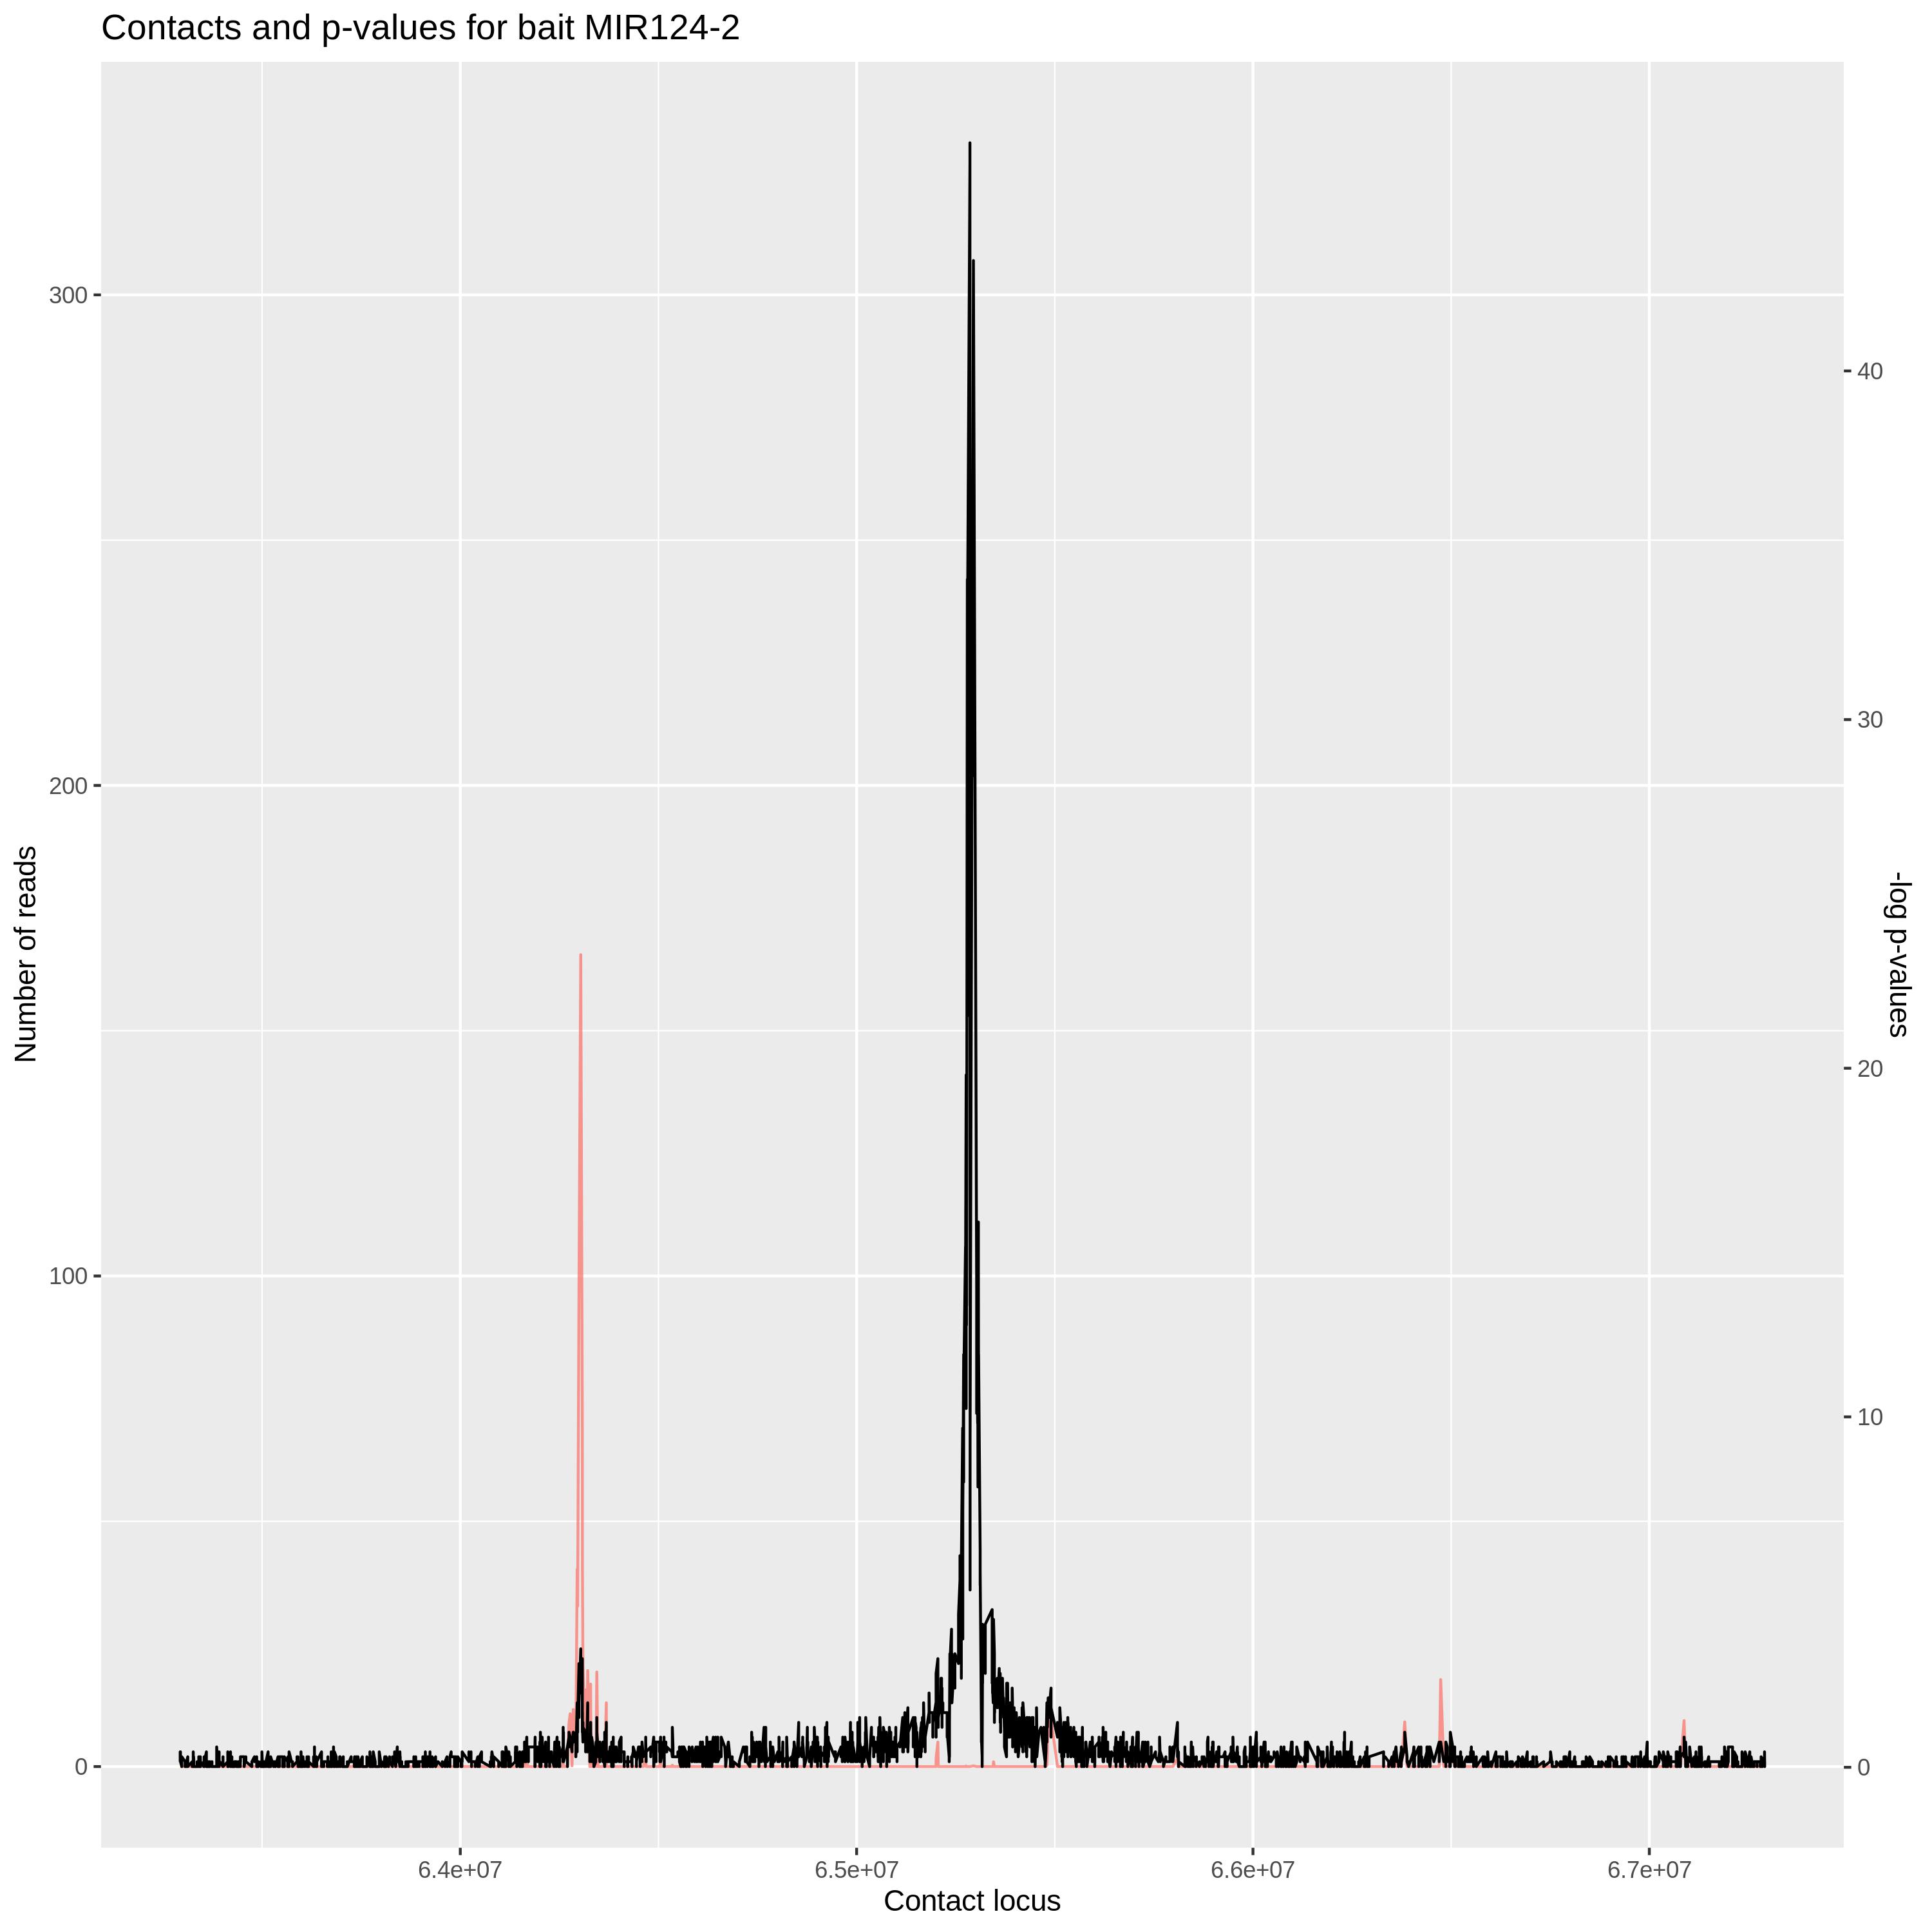 Contacts and p-values for bait MIR124-2
300
200
100
0
Number of reads
40
30
20
10
0
-log p-values
6.4e+07
6.5e+07
6.6e+07
6.7e+07
Contact locus